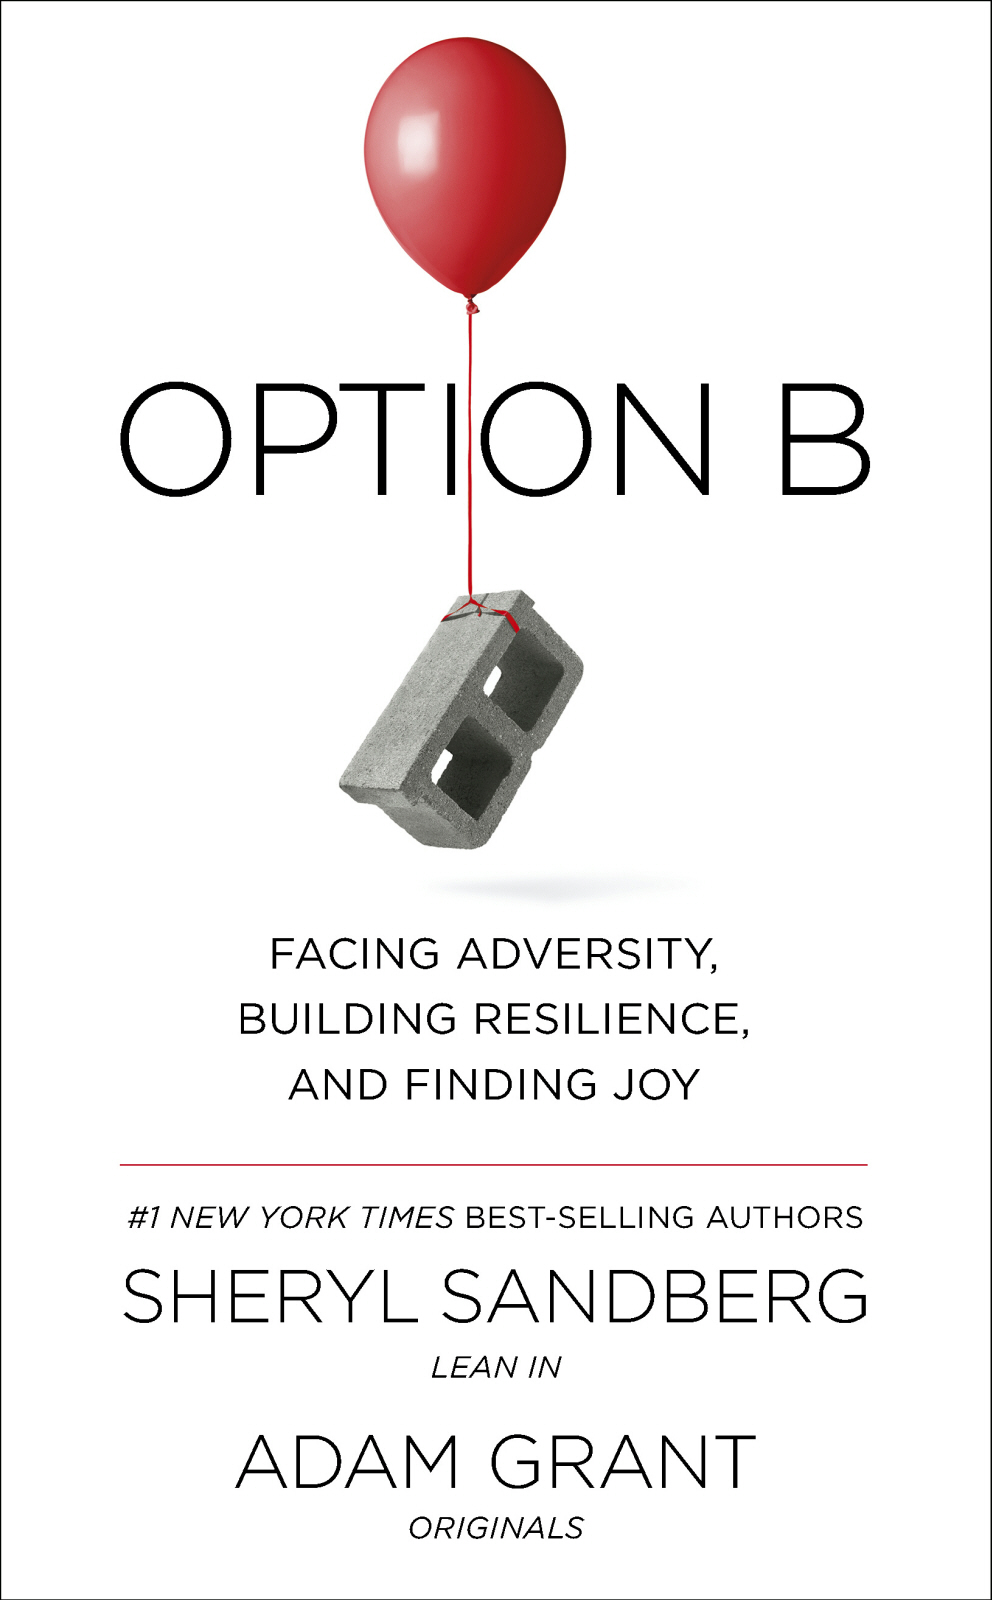 OPTION B
FACING ADVERSITY,
BUILDING RESILIENCE,
AND FINDING JOY
#1 NEW YORK TIMES BEST-SELLING AUTHORS
SHERYL SANDBERG
LEAN IN
ADAM GRANT
ORIGINALS